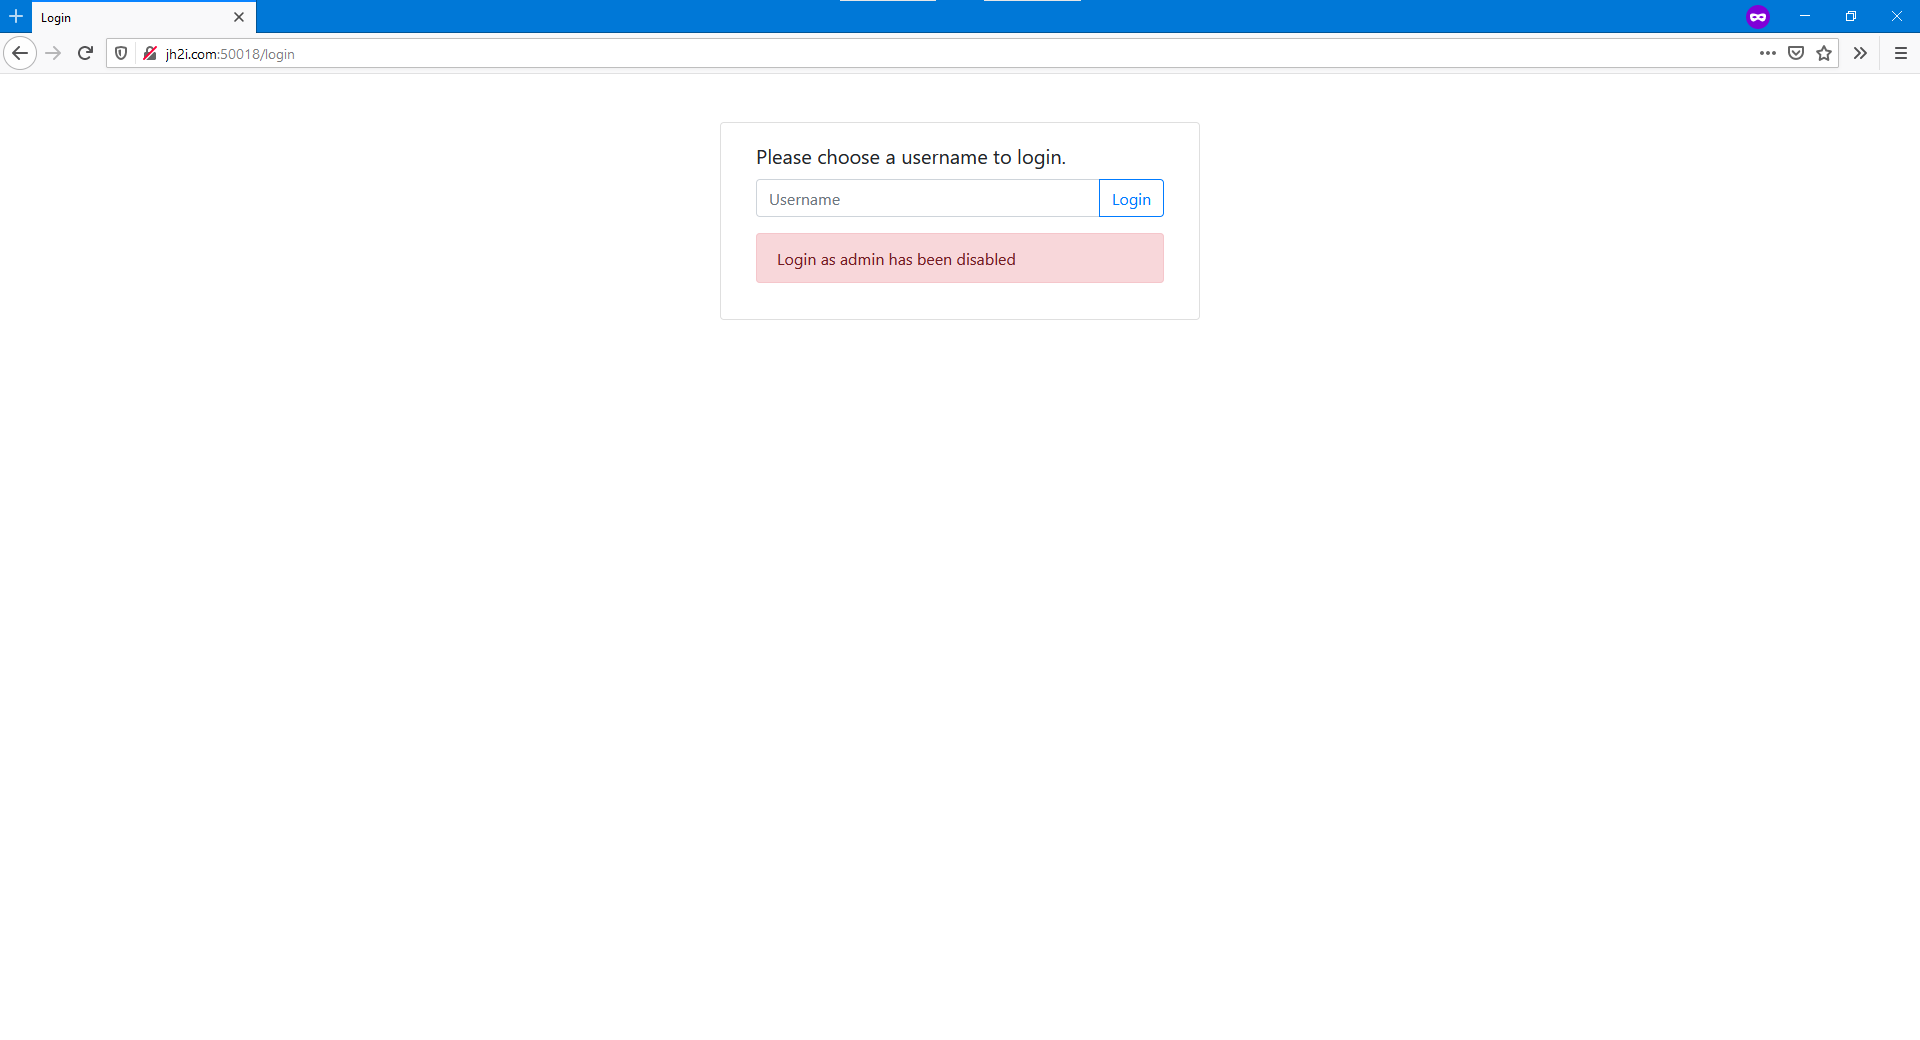 Login
jh2i.com:50018/login
Please choose a username to login.
Username
Login
Login as admin has been disabled